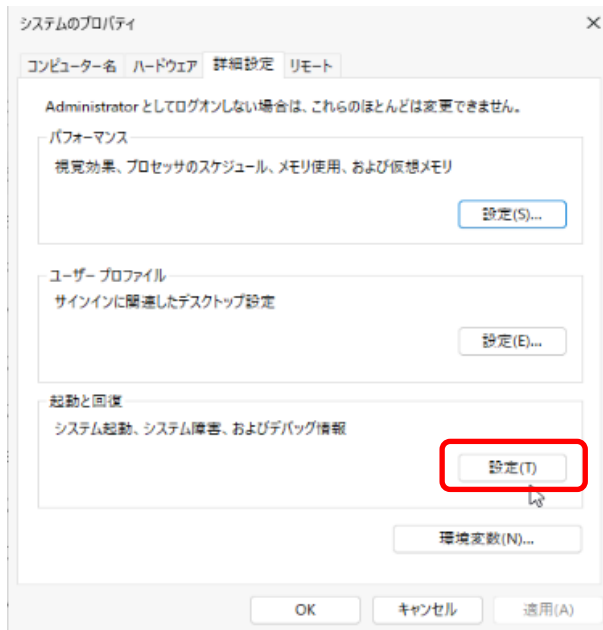 システムのプロパティ
コンピューター名 ハードウェア 詳細設定 リモート
Administrator としてログオンしない場合は、これらのほとんどは変更できません。
パフォーマンス
視覚効果、プロセッサのスケジュール、メモリ使用、および仮想メモリ
設定(S)...
ユーザー プロファイル
サインインに関連したデスクトップ設定
設定(E)...
起動と回復
システム起動、システム障害、およびデバッグ情報
設定(T)
環境変数(N)...
OK キャンセル 適用(A)